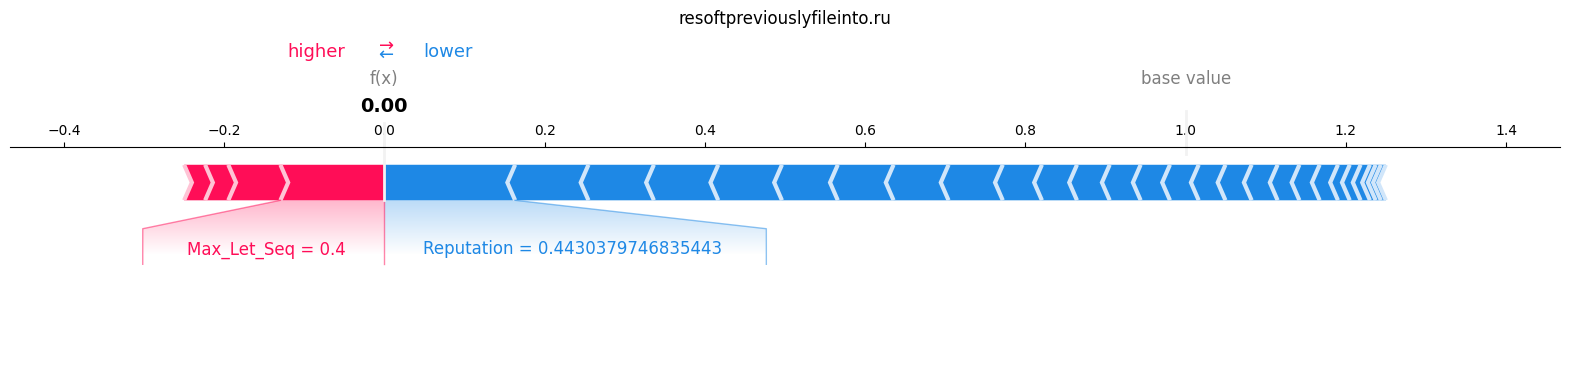 resoftpreviouslyfileinto.ru
higher → ← lower
f(x)
base value
0.00
−0.4 −0.2 0.0 0.2 0.4 0.6 0.8 1.0 1.2 1.4
Max_Let_Seq = 0.4
Reputation = 0.4430379746835443